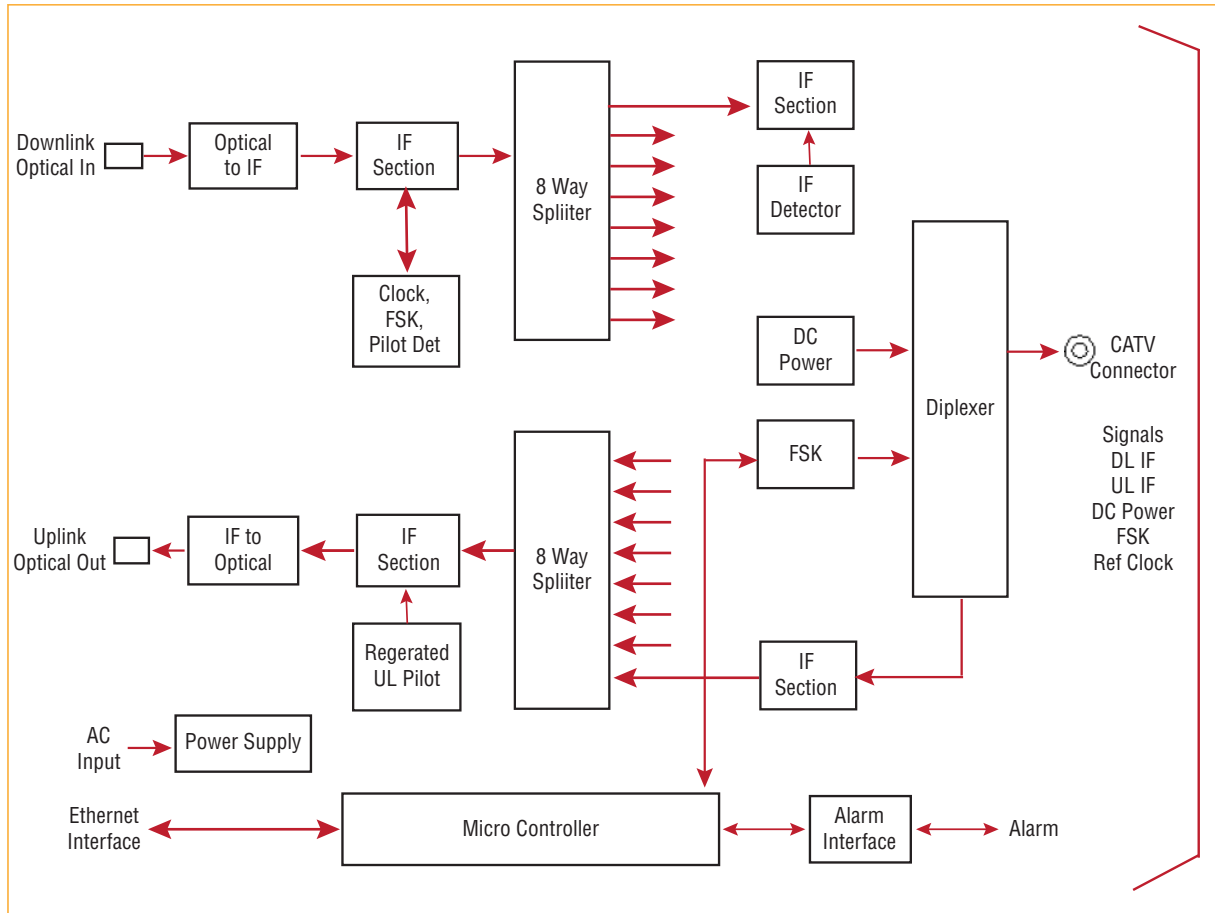 Downlink
Optical In
Optical
to IF
IF
Section
Clock,
FSK,
Pilot Det
8 Way
Spliiter
IF
Section
IF
Detector
DC
Power
FSK
Diplexer
CATV
Connector
Signals
DL IF
UL IF
DC Power
FSK
Ref Clock
Uplink
Optical Out
IF to
Optical
IF
Section
Regerated
UL Pilot
8 Way
Spliiter
IF
Section
AC
Input
Power Supply
Ethernet
Interface
Micro Controller
Alarm
Interface
Alarm